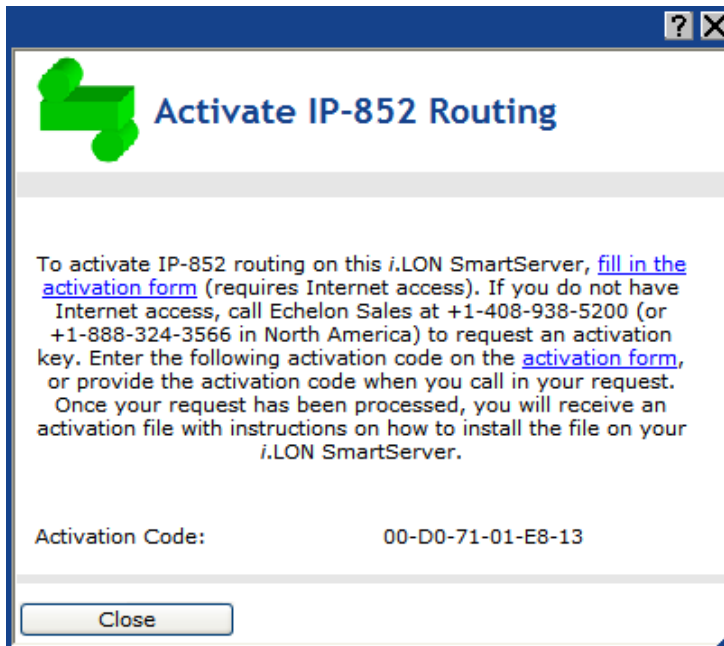 ? X
Activate IP-852 Routing
To activate IP-852 routing on this i.LON SmartServer, fill in the
activation form (requires Internet access). If you do not have
Internet access, call Echelon Sales at +1-408-938-5200 (or
+1-888-324-3566 in North America) to request an activation
key. Enter the following activation code on the activation form,
or provide the activation code when you call in your request.
Once your request has been processed, you will receive an
activation file with instructions on how to install the file on your
i.LON SmartServer.
Activation Code: 00-D0-71-01-E8-13
Close